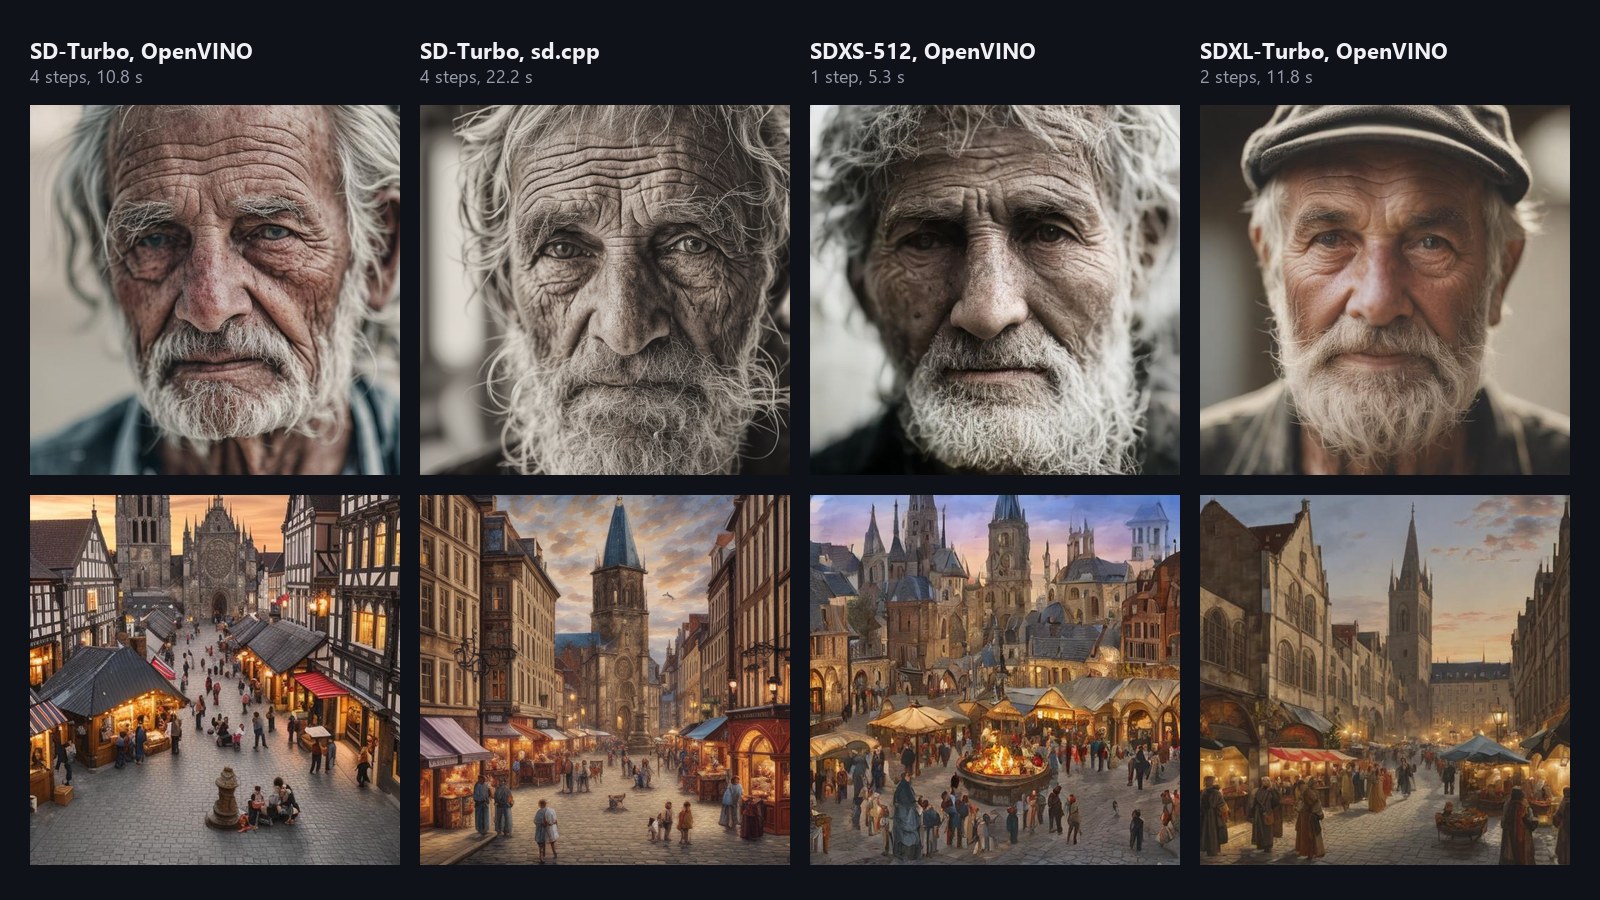 SD-Turbo, OpenVINO
4 steps, 10.8 s
SD-Turbo, sd.cpp
4 steps, 22.2 s
SDXS-512, OpenVINO
1 step, 5.3 s
SDXL-Turbo, OpenVINO
2 steps, 11.8 s